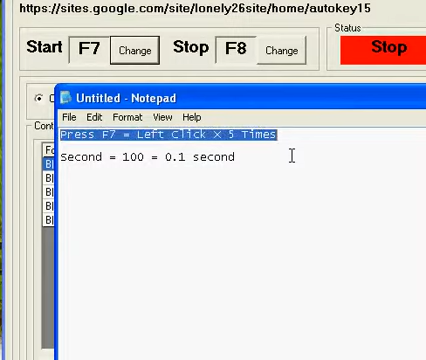 https://sites.google.com/site/lonely26site/home/autokey15
Status
Start F7 Change Stop F8 Change Stop
Untitled - Notepad
File Edit Format View Help
Press F7 = Left Click × 5 Times
Second = 100 = 0.1 second